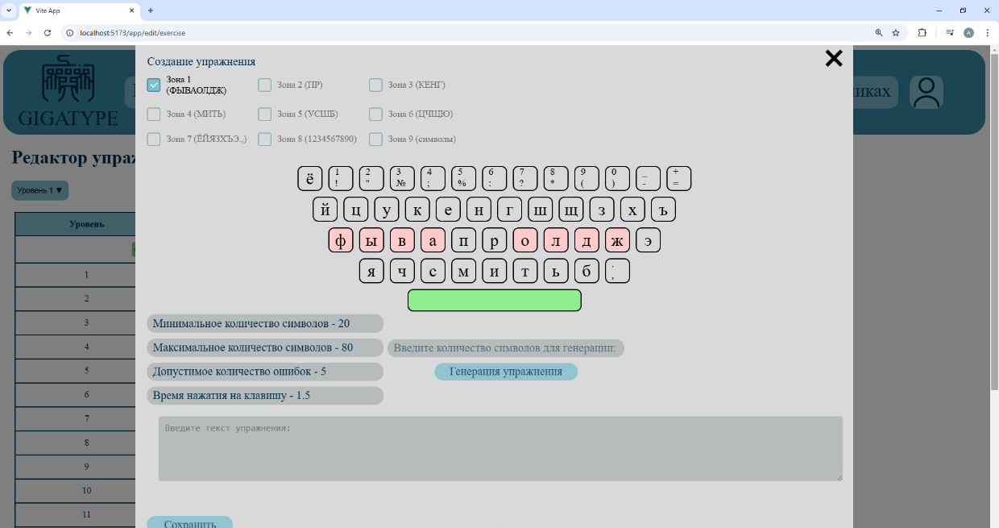 Vite App
localhost:5173/app/edit/exercise
A
GIGATYPE
иках
Редактор упра
Уровень 1 ▼
Уровень
1
2
3
4
5
6
7
8
9
10
11
Создание упражнения
Зона 1
(ФЫВАОЛДЖ)
Зона 2 (ПР)
Зона 3 (КЕНГ)
Зона 4 (МИТЬ)
Зона 5 (УСШБ)
Зона 6 (ЦЧЩЮ)
Зона 7 (ЁЙЯЗХЪЭ.,)
Зона 8 (1234567890)
Зона 9 (символы)
ё 1 ! 2 " 3 № 4 ; 5 % 6 : 7 ? 8 * 9 ( 0 ) _ - + =
й ц у к е н г ш щ з х ъ
ф ы в а п р о л д ж э
я ч с м и т ь б . ,
Минимальное количество символов - 20
Максимальное количество символов - 80
Введите количество символов для генерации:
Допустимое количество ошибок - 5
Генерация упражнения
Время нажатия на клавишу - 1.5
Введите текст упражнения:
Сохранить